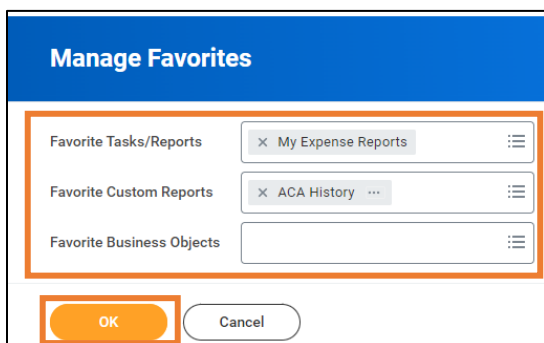 Manage Favorites
Favorite Tasks/Reports × My Expense Reports
Favorite Custom Reports × ACA History ...
Favorite Business Objects
OK Cancel